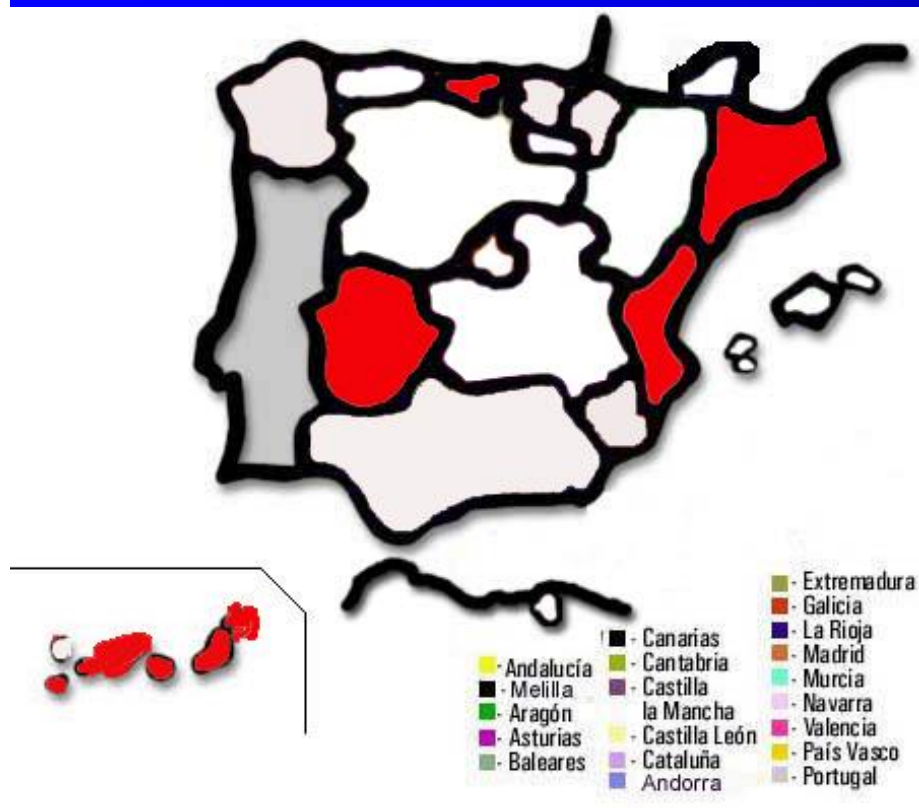 - Andalucía
- Melilla
- Aragón
- Asturias
- Baleares
- Canarias
- Cantabria
- Castilla
la Mancha
- Castilla León
- Cataluña
Andorra
- Extremadura
- Galicia
- La Rioja
- Madrid
- Murcia
- Navarra
- Valencia
- País Vasco
- Portugal